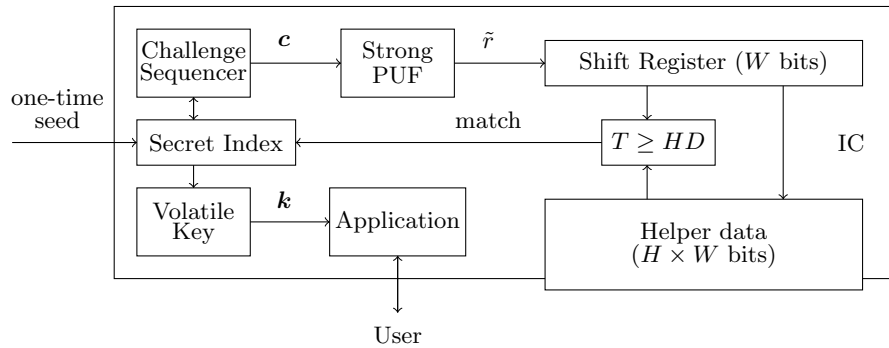 Challenge
Sequencer
c
Strong
PUF
r̃
Shift Register (W bits)
one-time
seed
Secret Index
match
T ≥ HD
IC
Volatile
Key
k
Application
Helper data
(H × W bits)
User